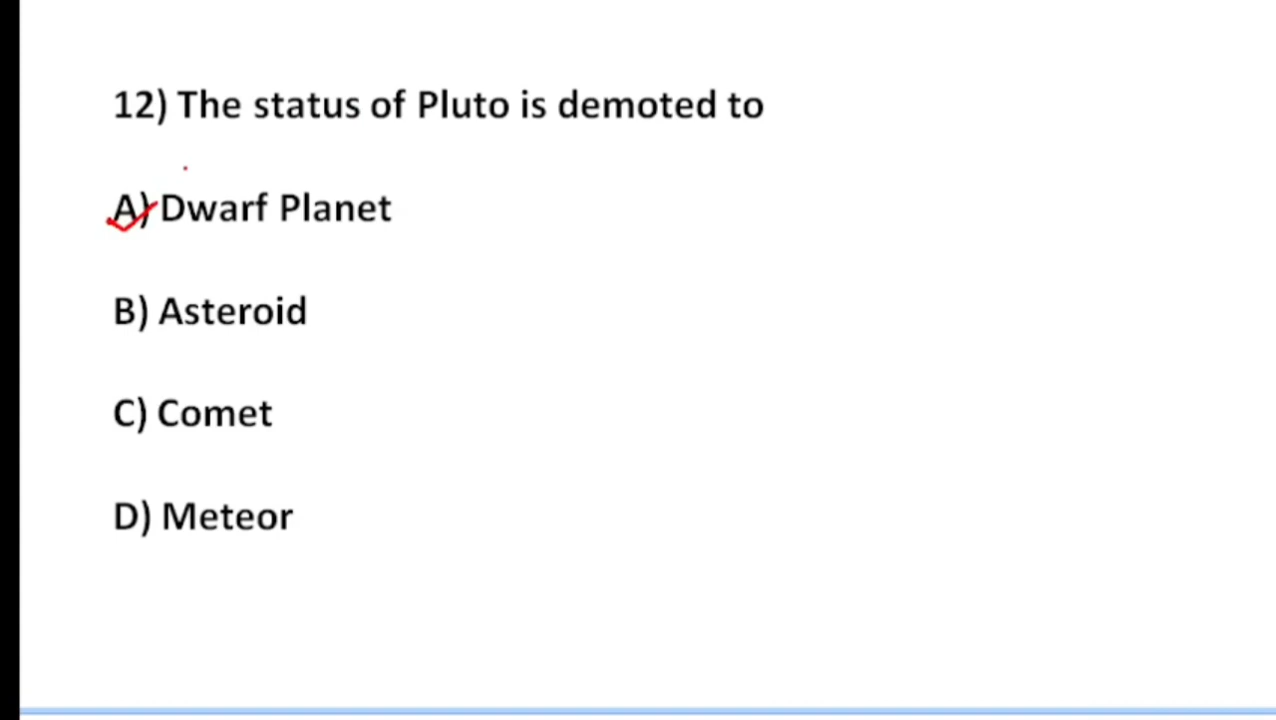 12) The status of Pluto is demoted to
A) Dwarf Planet
B) Asteroid
C) Comet
D) Meteor